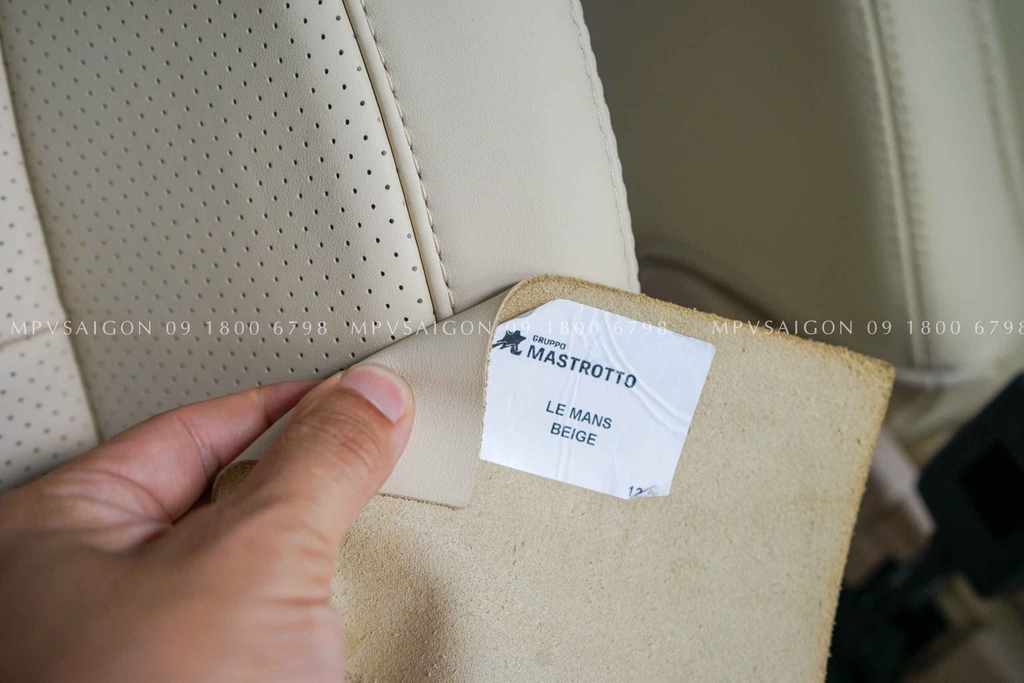 MPVSAIGON 09 1800 6798 MPVSAIGON 09 1800 6798 MPVSAIGON 09 1800 6798
GRUPPO
MASTROTTO
LE MANS
BEIGE